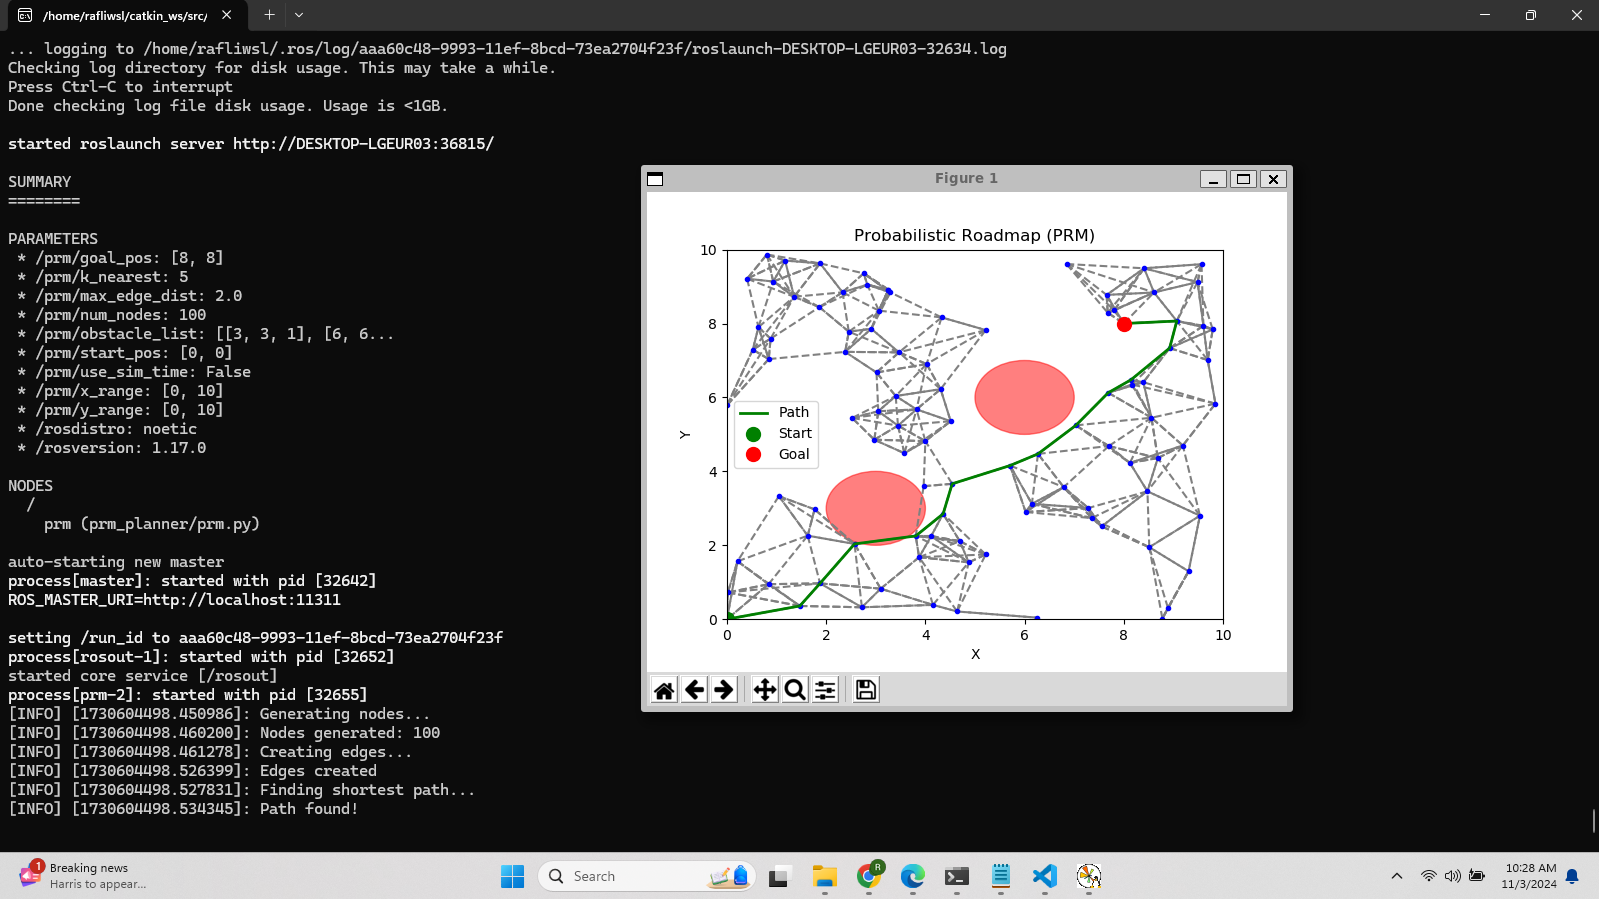 /home/rafliwsl/catkin_ws/src/
... logging to /home/rafliwsl/.ros/log/aaa60c48-9993-11ef-8bcd-73ea2704f23f/roslaunch-DESKTOP-LGEUR03-32634.log
Checking log directory for disk usage. This may take a while.
Press Ctrl-C to interrupt
Done checking log file disk usage. Usage is <1GB.
started roslaunch server http://DESKTOP-LGEUR03:36815/
SUMMARY
========
PARAMETERS
* /prm/goal_pos: [8, 8]
* /prm/k_nearest: 5
* /prm/max_edge_dist: 2.0
* /prm/num_nodes: 100
* /prm/obstacle_list: [[3, 3, 1], [6, 6...
* /prm/start_pos: [0, 0]
* /prm/use_sim_time: False
* /prm/x_range: [0, 10]
* /prm/y_range: [0, 10]
* /rosdistro: noetic
* /rosversion: 1.17.0
NODES
/
prm (prm_planner/prm.py)
auto-starting new master
process[master]: started with pid [32642]
ROS_MASTER_URI=http://localhost:11311
setting /run_id to aaa60c48-9993-11ef-8bcd-73ea2704f23f
process[rosout-1]: started with pid [32652]
started core service [/rosout]
process[prm-2]: started with pid [32655]
[INFO] [1730604498.450986]: Generating nodes...
[INFO] [1730604498.460200]: Nodes generated: 100
[INFO] [1730604498.461278]: Creating edges...
[INFO] [1730604498.526399]: Edges created
[INFO] [1730604498.527831]: Finding shortest path...
[INFO] [1730604498.534345]: Path found!
Figure 1
Probabilistic Roadmap (PRM)
10
8
6
4
2
0
Y
Path
Start
Goal
0 2 4 6 8 10
X
1
Breaking news
Harris to appear...
Search
R
10:28 AM
11/3/2024